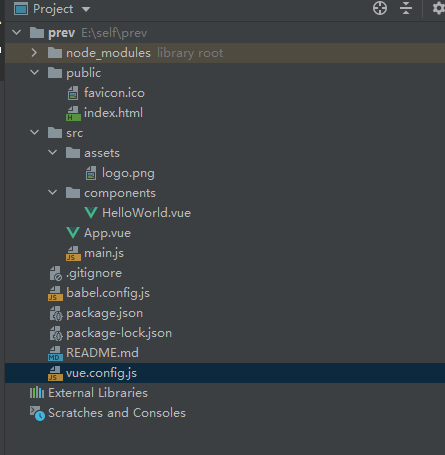 Project
prev E:\self\prev
node_modules library root
public
favicon.ico
index.html
src
assets
logo.png
components
HelloWorld.vue
App.vue
main.js
.gitignore
babel.config.js
package.json
package-lock.json
README.md
vue.config.js
External Libraries
Scratches and Consoles